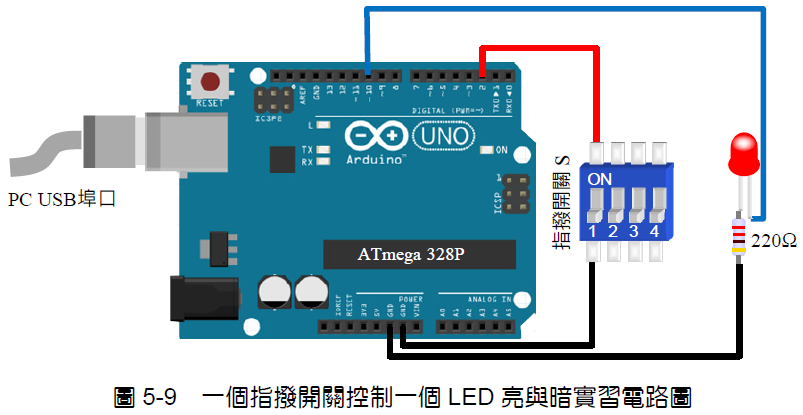 RESET
ICSP2
AREF
GND
13
12
~11
~10
~9
8
7
~6
~5
4
~3
2
TX0▶1
RX0◀0
DIGITAL (PWM=~)
L
TX
RX
Arduino™
UNO
ON
1
ICSP
PC USB埠口
ATmega 328P
指撥開關 S
ON
1 2 3 4
220Ω
IOREF
RESET
3V3
5V
GND
GND
VIN
POWER
ANALOG IN
A0
A1
A2
A3
A4
A5
圖 5-9 一個指撥開關控制一個 LED 亮與暗實習電路圖